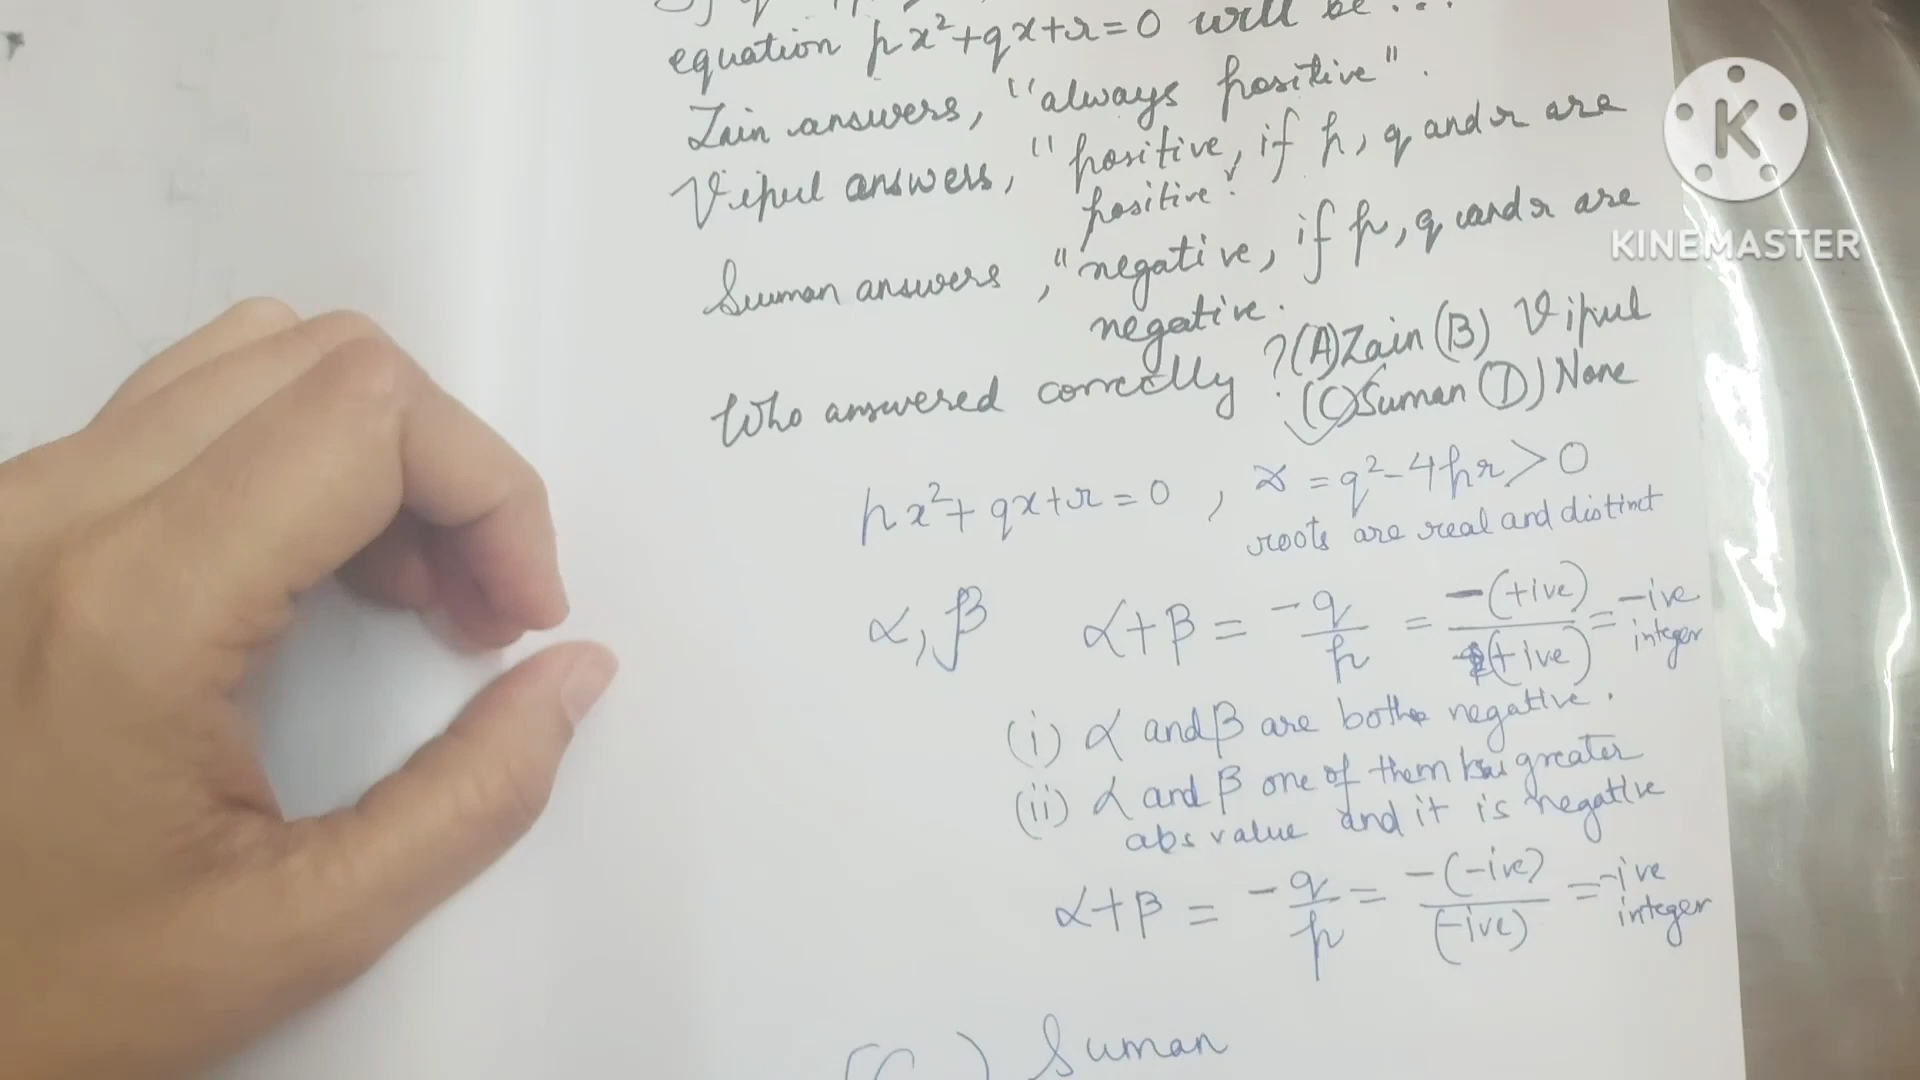 equation px²+qx+r=0 will be...
Zain answers, "always positive".
Vipul answers, "positive, if p, q and r are
positive".
Suman answers, "negative, if p, q and r are
negative.
Who answered correctly ? (A) Zain (B) Vipul
(C) Suman (D) None
px²+qx+r=0 , = q²-4pr>0
roots are real and distinct
α, β α+β = -q/p = -(+ive)/(+ive) = -ive integer
(i) α and β are both negative.
(ii) α and β one of them has greater
abs value and it is negative
α+β = -q/p = -(-ive)/(-ive) = -ive integer
(C) Suman
K
KINEMASTER